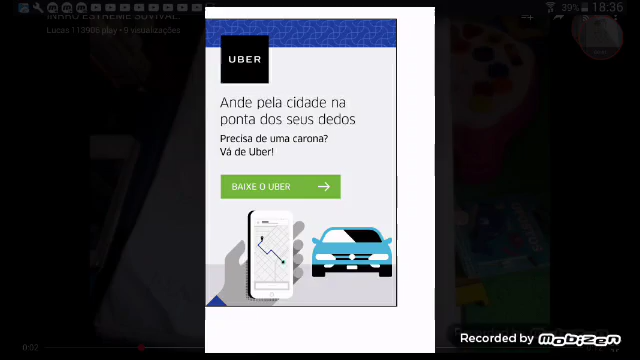 39% 18:36
Lucas 113906 play • 9 visualizações
UBER
Ande pela cidade na
ponta dos seus dedos
Precisa de uma carona?
Vá de Uber!
BAIXE O UBER
0:02
Recorded by Mobizen